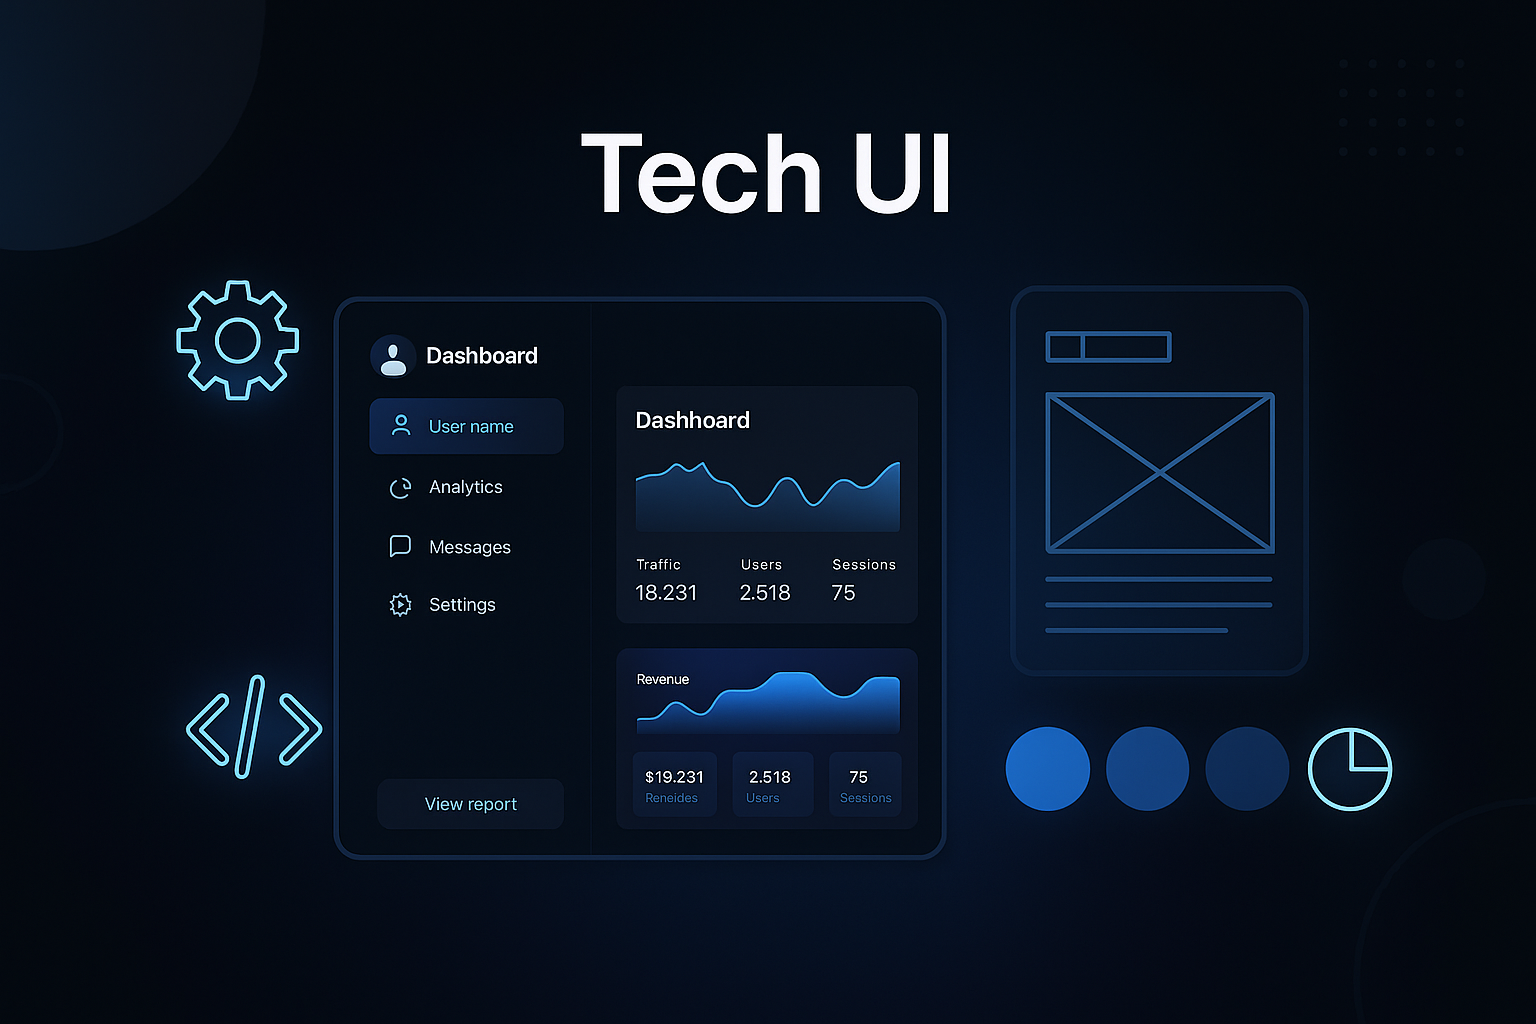 Tech UI
Dashboard
User name
Analytics
Messages
Settings
View report
Dashhoard
Traffic Users Sessions
18.231 2.518 75
Revenue
$19.231 2.518 75
Reneides Users Sessions